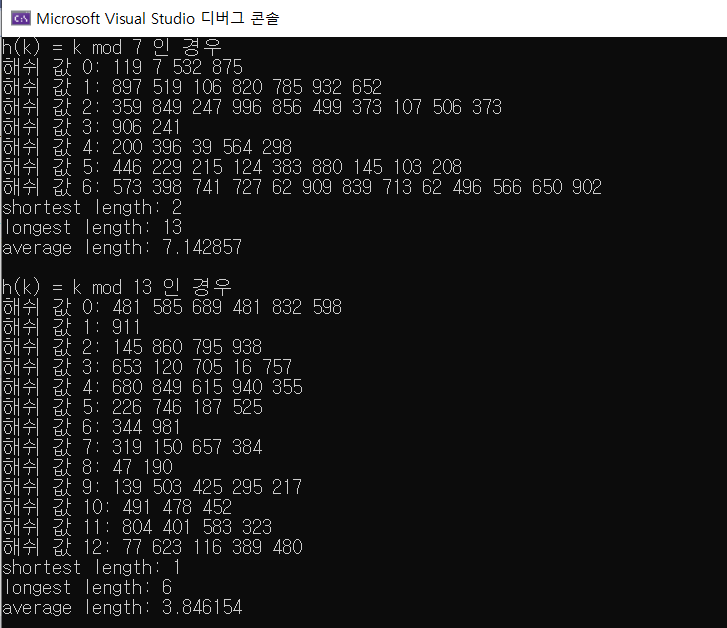 C:\ Microsoft Visual Studio 디버그 콘솔
h(k) = k mod 7 인 경우
해쉬 값 0: 119 7 532 875
해쉬 값 1: 897 519 106 820 785 932 652
해쉬 값 2: 359 849 247 996 856 499 373 107 506 373
해쉬 값 3: 906 241
해쉬 값 4: 200 396 39 564 298
해쉬 값 5: 446 229 215 124 383 880 145 103 208
해쉬 값 6: 573 398 741 727 62 909 839 713 62 496 566 650 902
shortest length: 2
longest length: 13
average length: 7.142857
h(k) = k mod 13 인 경우
해쉬 값 0: 481 585 689 481 832 598
해쉬 값 1: 911
해쉬 값 2: 145 860 795 938
해쉬 값 3: 653 120 705 16 757
해쉬 값 4: 680 849 615 940 355
해쉬 값 5: 226 746 187 525
해쉬 값 6: 344 981
해쉬 값 7: 319 150 657 384
해쉬 값 8: 47 190
해쉬 값 9: 139 503 425 295 217
해쉬 값 10: 491 478 452
해쉬 값 11: 804 401 583 323
해쉬 값 12: 77 623 116 389 480
shortest length: 1
longest length: 6
average length: 3.846154